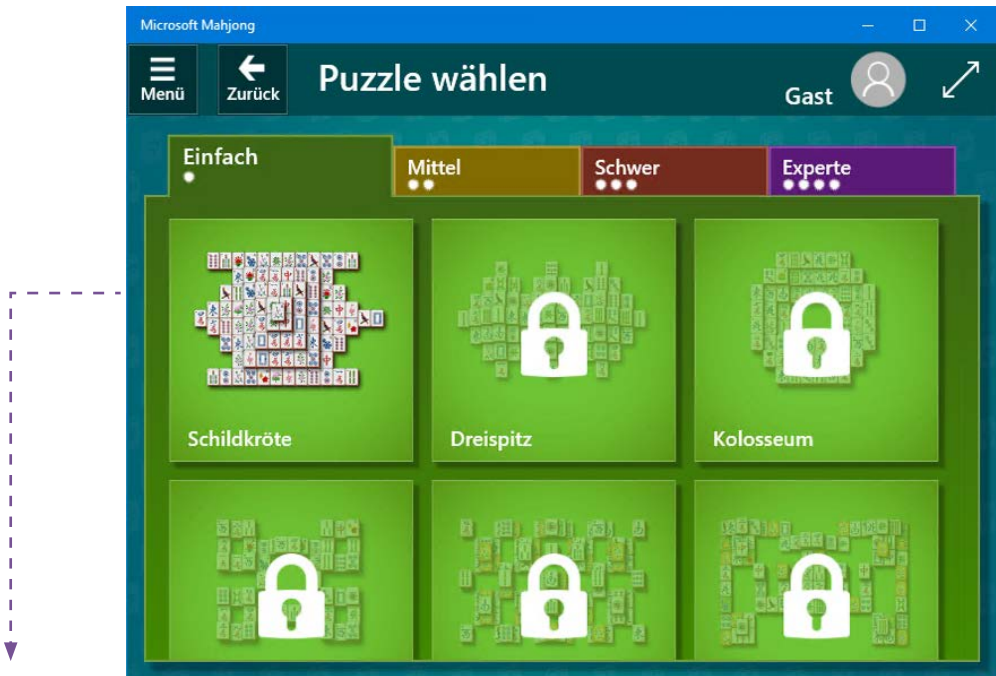 Microsoft Mahjong
Menü
Zurück
Puzzle wählen
Gast
Einfach
Mittel
Schwer
Experte
Schildkröte
Dreispitz
Kolosseum